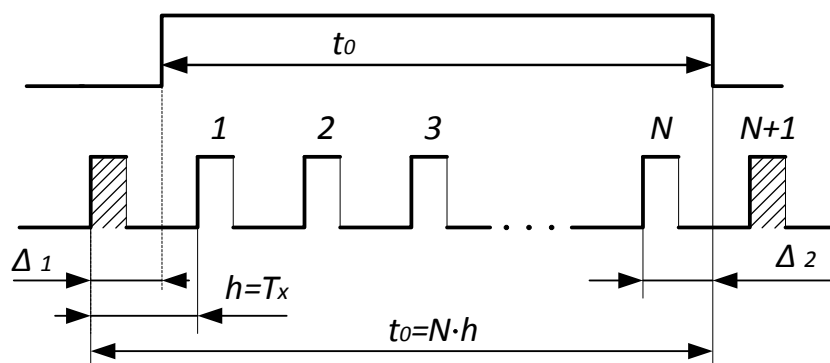 t0
1 2 3 N N+1
Δ 1 Δ 2
h=Tx
t0=N·h